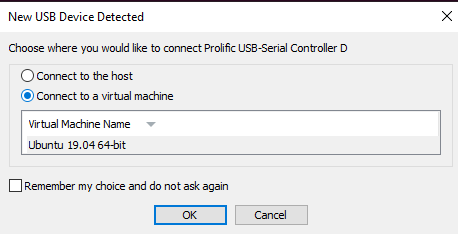 New USB Device Detected
Choose where you would like to connect Prolific USB-Serial Controller D
Connect to the host
Connect to a virtual machine
Virtual Machine Name
Ubuntu 19.04 64-bit
Remember my choice and do not ask again
OK Cancel